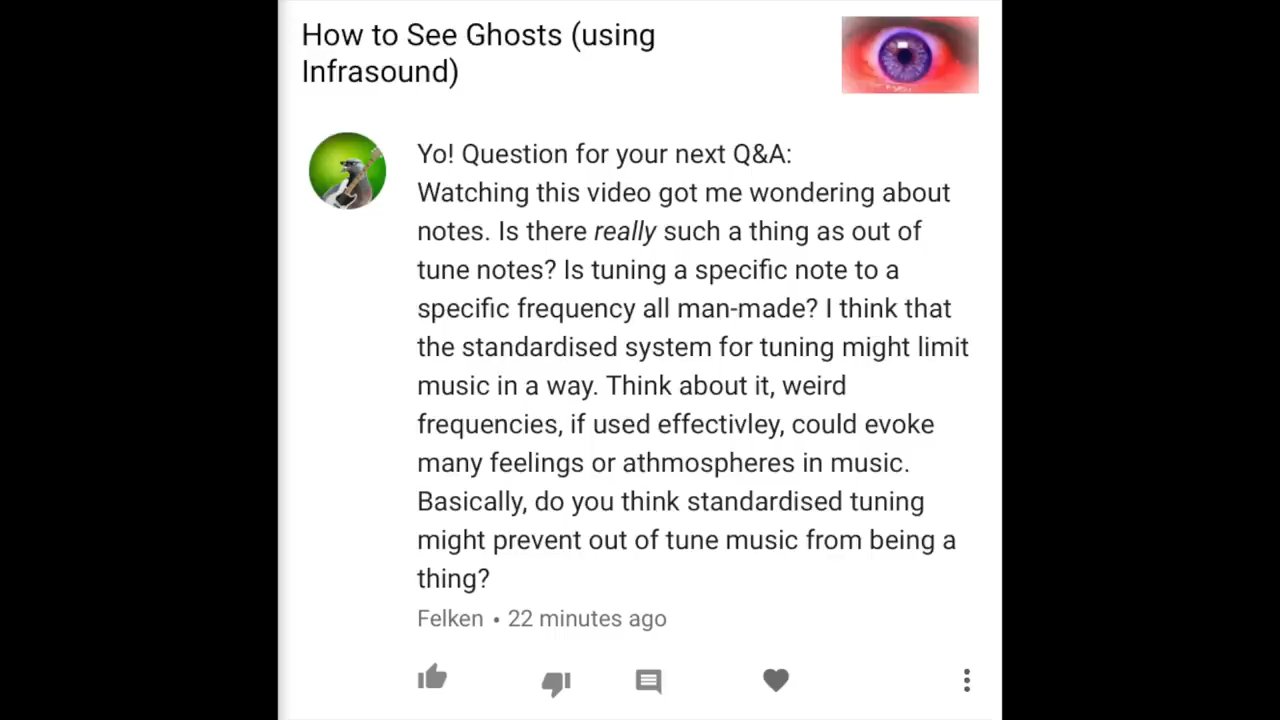 How to See Ghosts (using
Infrasound)
Yo! Question for your next Q&A:
Watching this video got me wondering about
notes. Is there really such a thing as out of
tune notes? Is tuning a specific note to a
specific frequency all man-made? I think that
the standardised system for tuning might limit
music in a way. Think about it, weird
frequencies, if used effectivley, could evoke
many feelings or athmospheres in music.
Basically, do you think standardised tuning
might prevent out of tune music from being a
thing?
Felken • 22 minutes ago